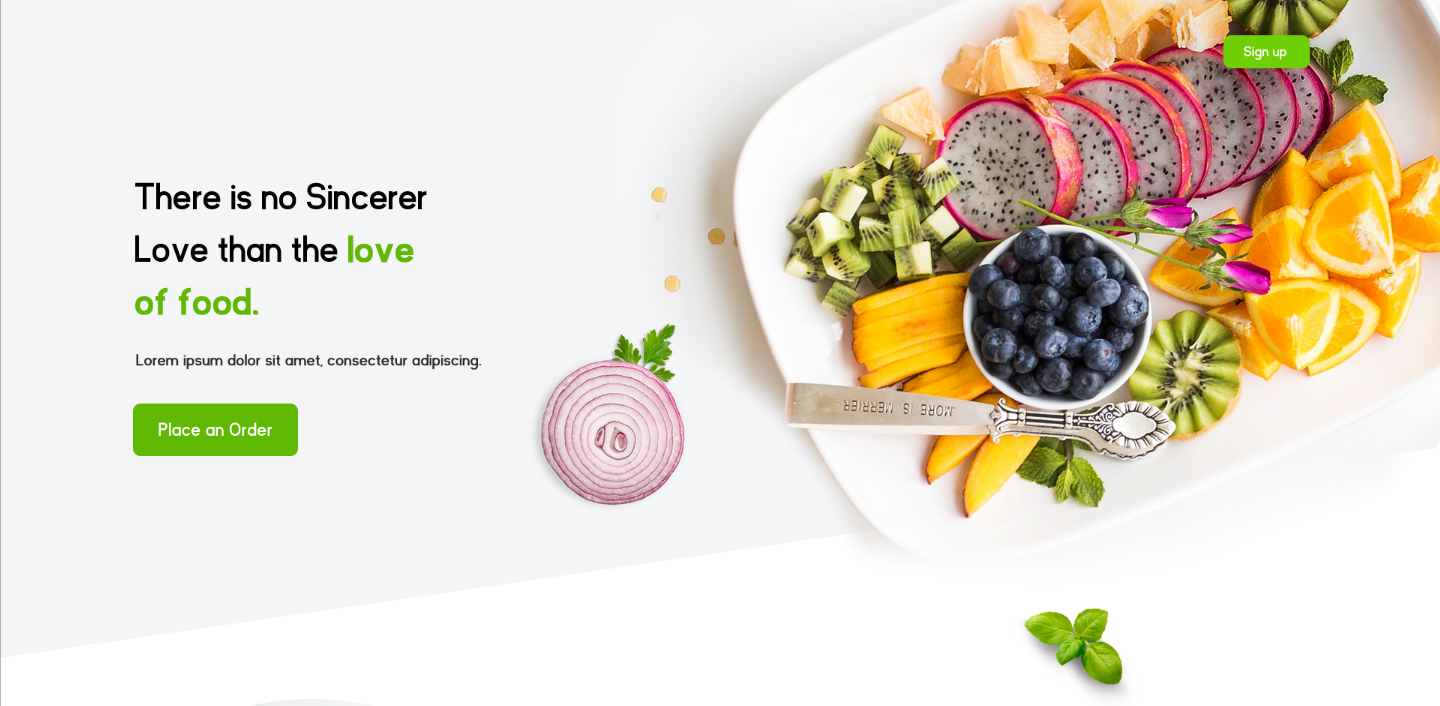 Sign up
There is no Sincerer
Love than the love
of food.
Lorem ipsum dolor sit amet, consectetur adipiscing.
Place an Order
MORE IS MERRIER